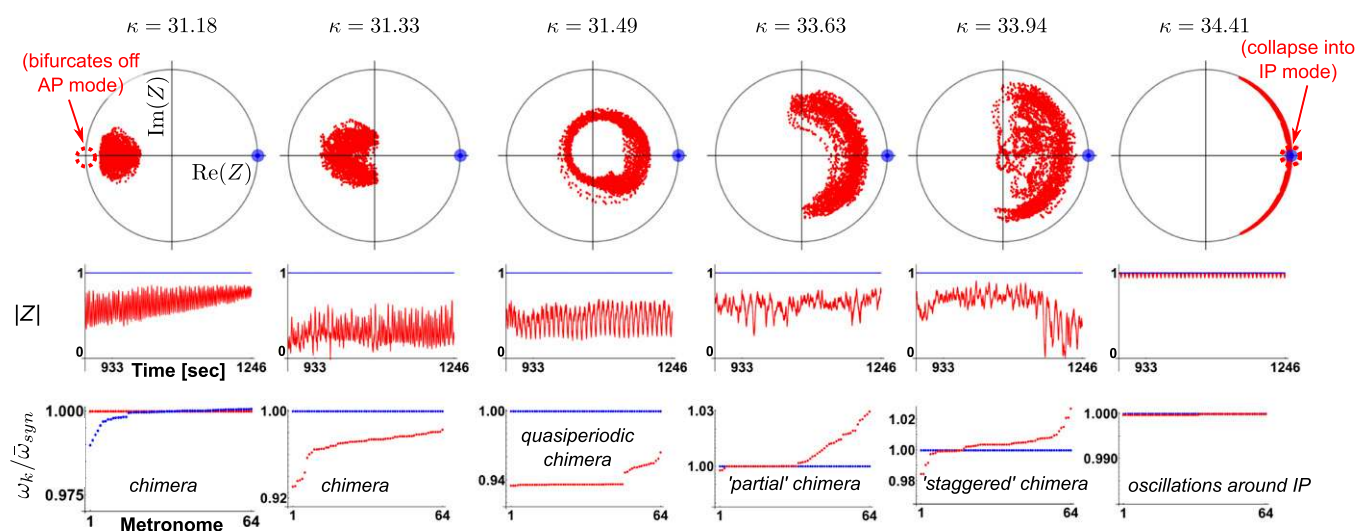 κ = 31.18
κ = 31.33
κ = 31.49
κ = 33.63
κ = 33.94
κ = 34.41
(bifurcates off
AP mode)
Im(Z)
Re(Z)
(collapse into
IP mode)
|Z|
1
0
933
1246
Time [sec]
1
0
933
1246
1
0
933
1246
1
0
933
1246
1
0
933
1246
1
0
933
1246
ω_k/ω̄_syn
1.000
0.975
chimera
1
64
Metronome
1.00
0.92
chimera
1
64
1.00
0.94
quasiperiodic
chimera
1
64
1.03
1.00
'partial' chimera
1
64
1.02
1.00
0.98
'staggered' chimera
1
64
1.000
0.990
oscillations around IP
1
64